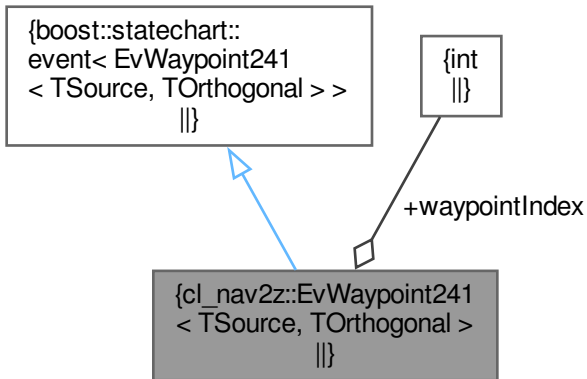 {boost::statechart::
event< EvWaypoint241
< TSource, TOrthogonal > >
||}
{int
||}
+waypointIndex
{cl_nav2z::EvWaypoint241
< TSource, TOrthogonal >
||}